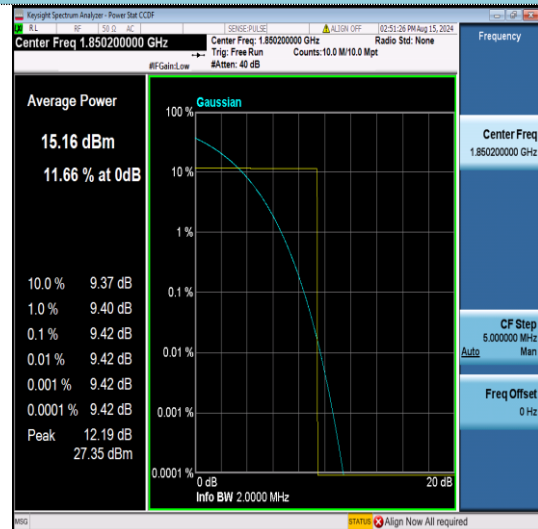 Keysight Spectrum Analyzer - Power Stat CCDF
RL RF 50 Ω AC SENSE:PULSE ALIGN OFF 02:51:26 PM Aug 15, 2024
Center Freq 1.850200000 GHz
Center Freq: 1.850200000 GHz Radio Std: None
Trig: Free Run Counts:10.0 M/10.0 Mpt
#IFGain:Low #Atten: 40 dB
Frequency
Average Power
15.16 dBm
11.66 % at 0dB
10.0 % 9.37 dB
1.0 % 9.40 dB
0.1 % 9.42 dB
0.01 % 9.42 dB
0.001 % 9.42 dB
0.0001 % 9.42 dB
Peak 12.19 dB
27.35 dBm
Gaussian
100 %
10 %
1 %
0.1 %
0.01 %
0.001 %
0.0001 %
0 dB 20 dB
Info BW 2.0000 MHz
Center Freq
1.850200000 GHz
CF Step
5.000000 MHz
Auto Man
Freq Offset
0 Hz
MSG STATUS Align Now All required